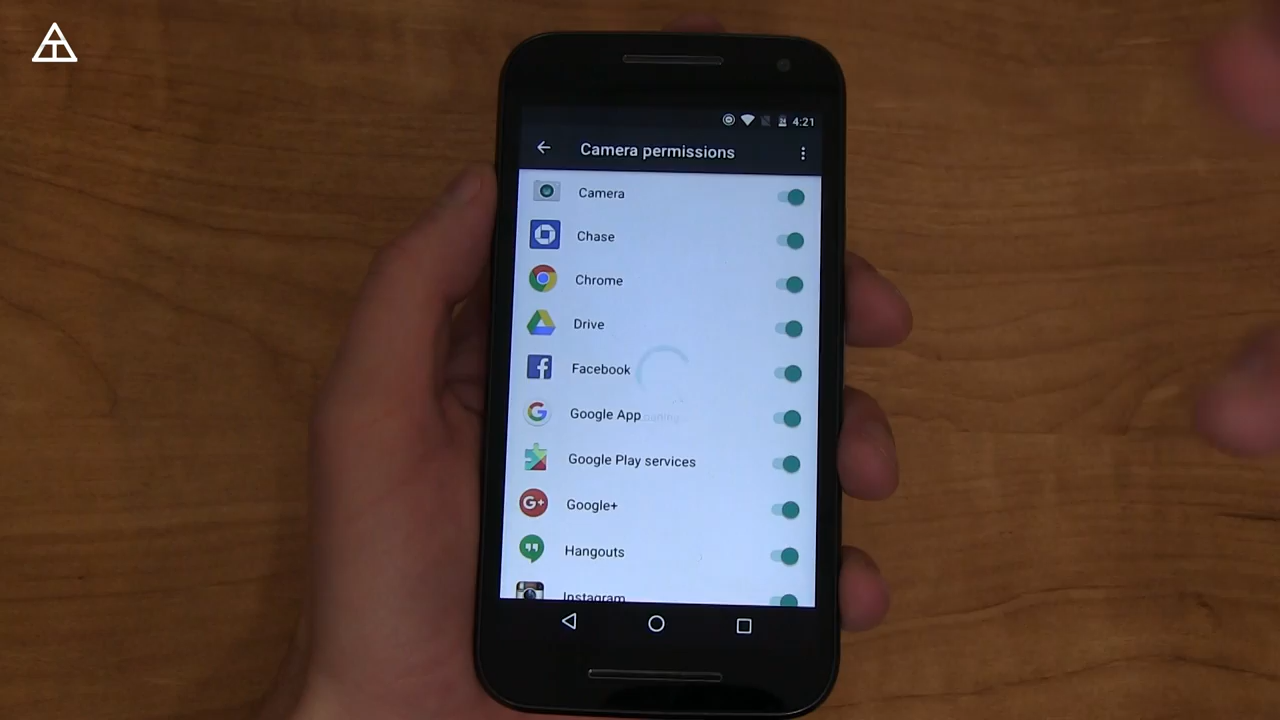 4:21
Camera permissions
Camera
Chase
Chrome
Drive
Facebook
Google App
Google Play services
G+ Google+
Hangouts
Instagram